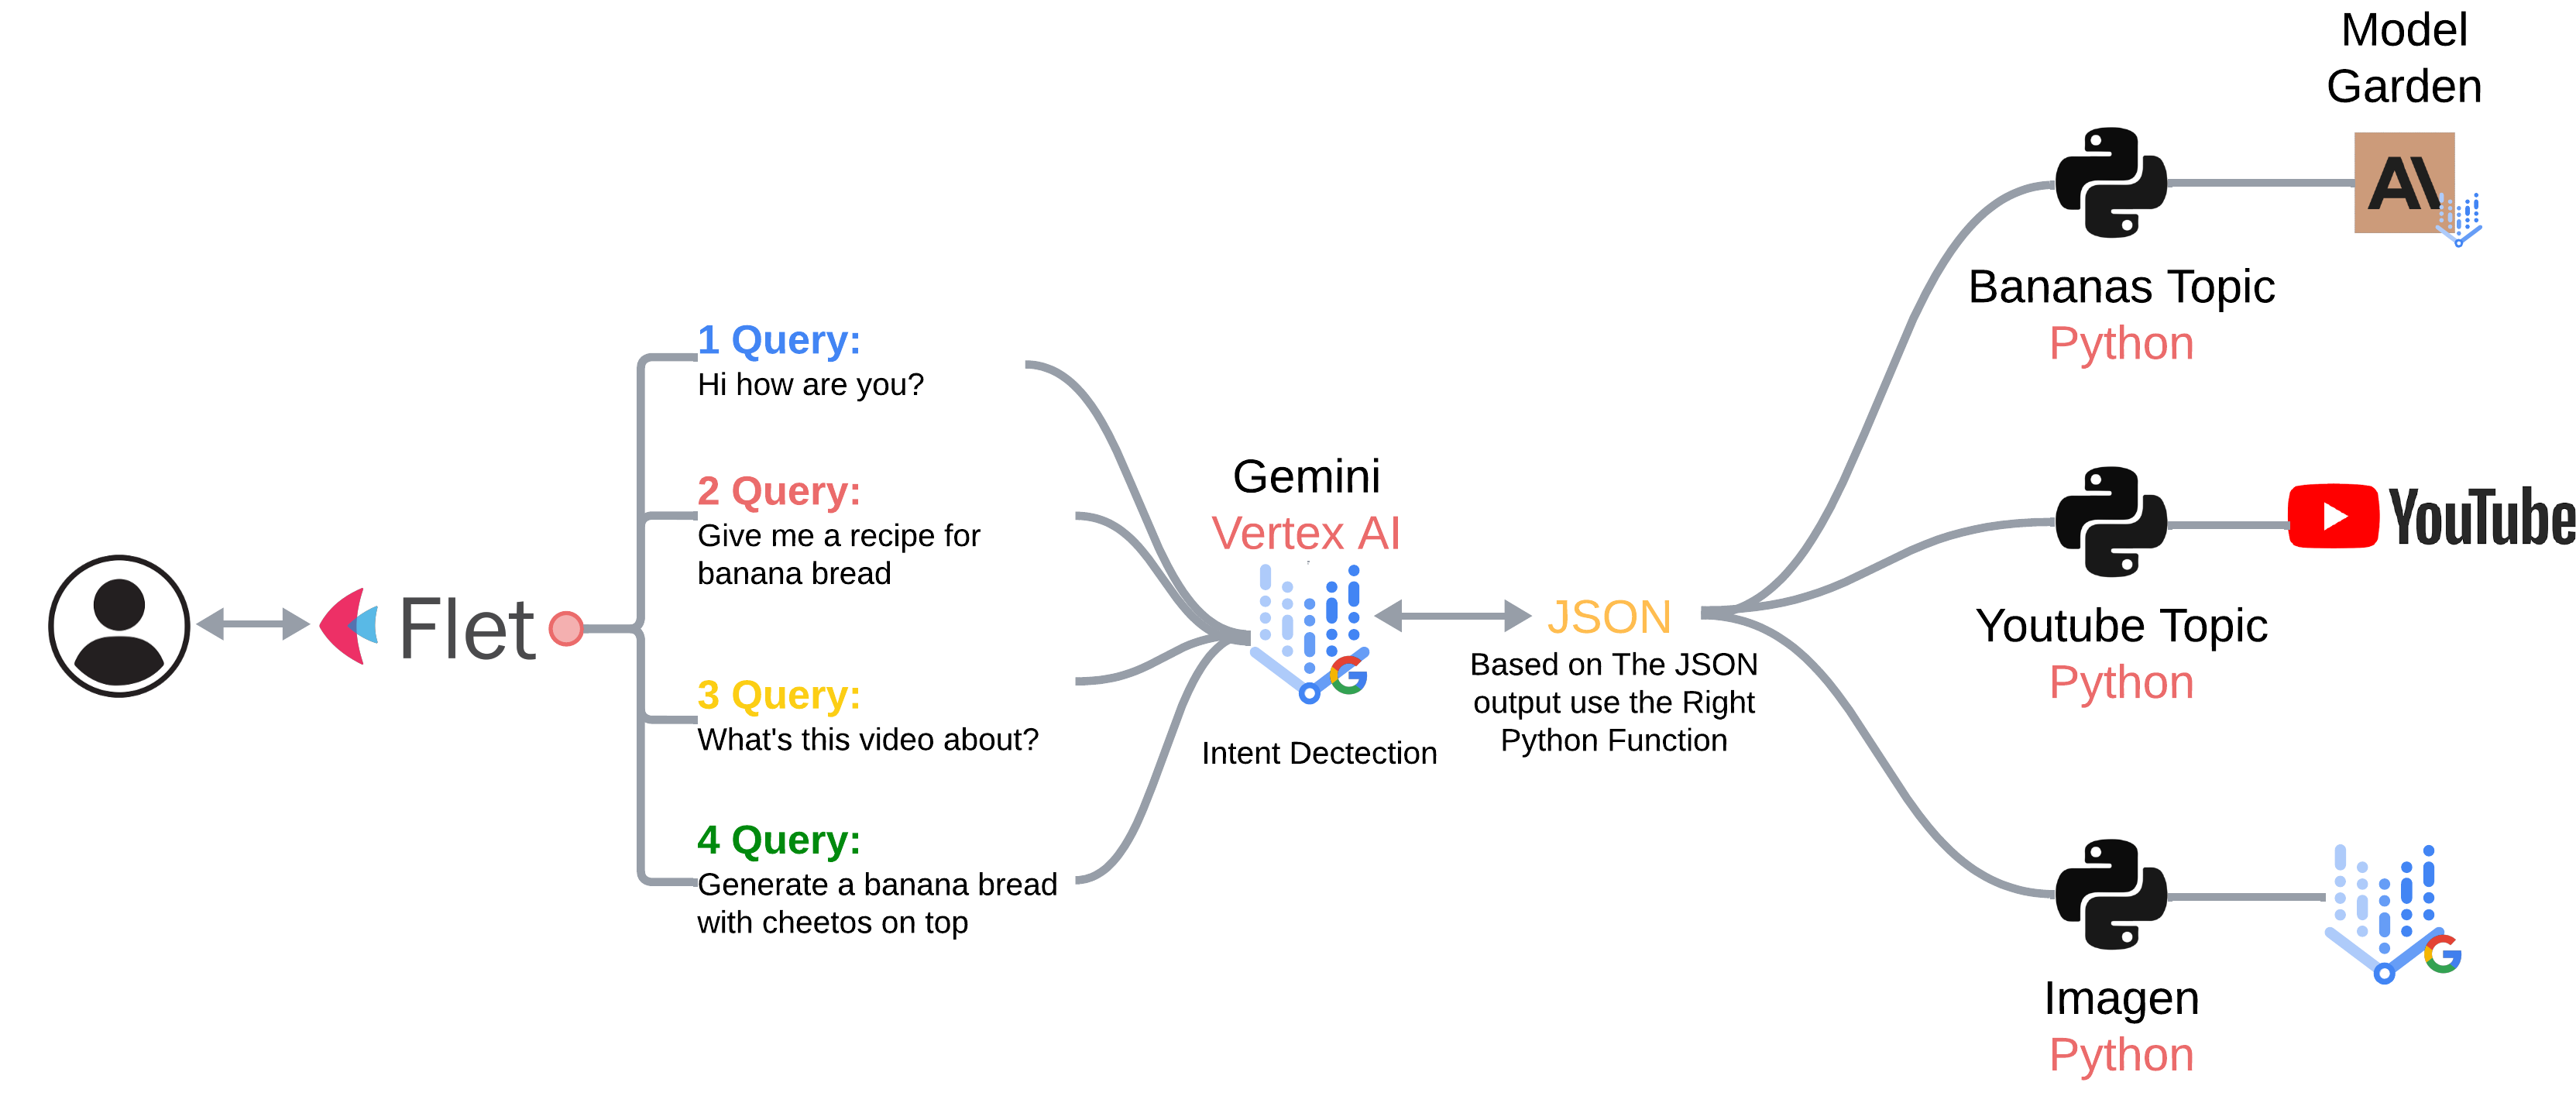 Model
Garden
Bananas Topic
Python
1 Query:
Hi how are you?
2 Query:
Give me a recipe for
banana bread
3 Query:
What's this video about?
4 Query:
Generate a banana bread
with cheetos on top
Flet
Gemini
Vertex AI
Intent Dectection
JSON
Based on The JSON
output use the Right
Python Function
YouTube
Youtube Topic
Python
Imagen
Python